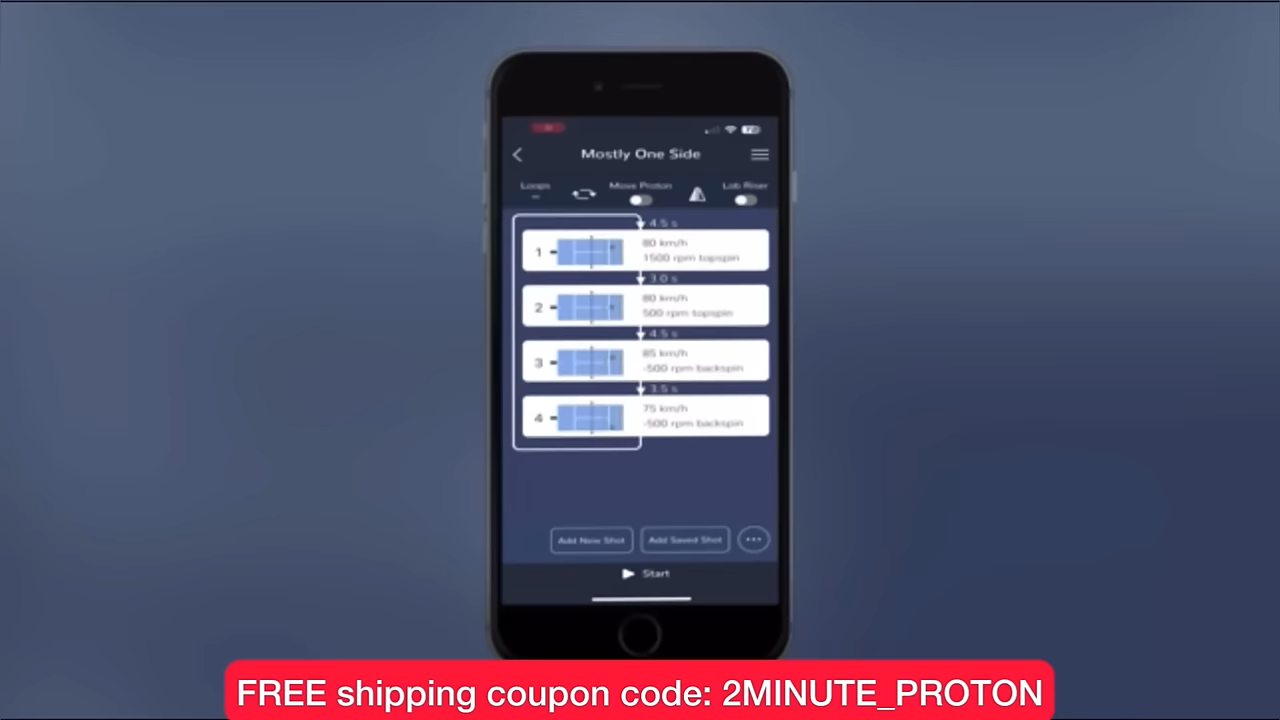 72
Mostly One Side
Loops
Move Proton
Lob Riser
4.5 s
1
80 km/h
1500 rpm topspin
3.0 s
2
80 km/h
500 rpm topspin
4.5 s
3
85 km/h
-500 rpm backspin
3.5 s
4
75 km/h
-500 rpm backspin
Add New Shot
Add Saved Shot
Start
FREE shipping coupon code: 2MINUTE_PROTON